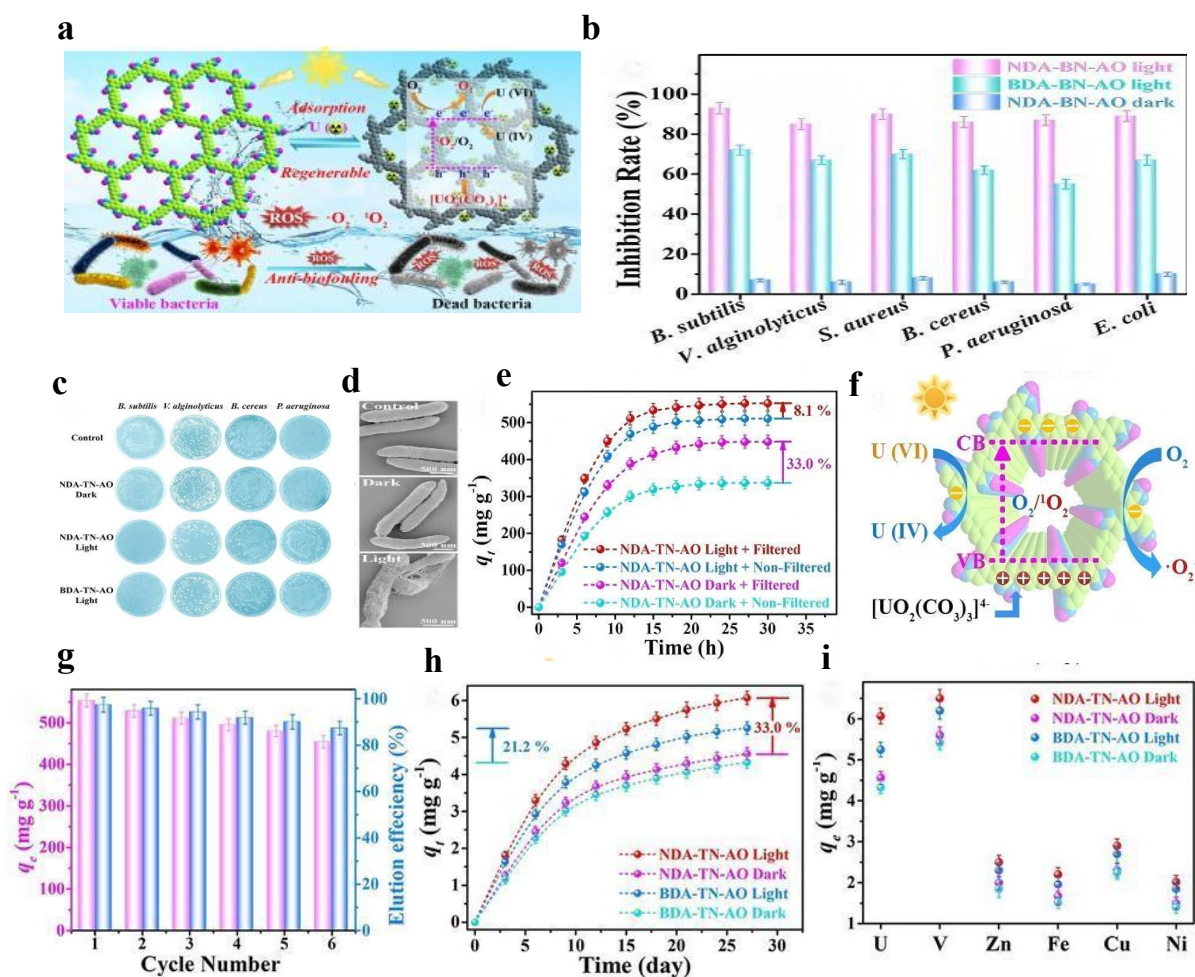 a
Adsorption
U
Regenerable
ROS ·O₂⁻ ¹O₂
ROS
Anti-biofouling
ROS ROS ROS
Viable bacteria
Dead bacteria
O₂
U (VI)
e⁻ e⁻ e⁻
U (IV)
¹O₂/O₂
h⁺ h⁺ h⁺
[UO₂(CO₃)₃]⁴⁻
b
Inhibition Rate (%)
100
80
60
40
20
0
NDA-BN-AO light
BDA-BN-AO light
NDA-BN-AO dark
B. subtilis
V. alginolyticus
S. aureus
B. cereus
P. aeruginosa
E. coli
c
B. subtilis V. alginolyticus B. cereus P. aeruginosa
Control
NDA-TN-AO
Dark
NDA-TN-AO
Light
BDA-TN-AO
Light
d
Control
500 nm
Dark
500 nm
Light
500 nm
e
qₜ (mg g⁻¹)
500
400
300
200
100
0
8.1 %
33.0 %
NDA-TN-AO Light + Filtered
NDA-TN-AO Light + Non-Filtered
NDA-TN-AO Dark + Filtered
NDA-TN-AO Dark + Non-Filtered
0 5 10 15 20 25 30 35
Time (h)
f
CB
U (VI)
O₂
O₂/¹O₂
U (IV)
VB
·O₂⁻
[UO₂(CO₃)₃]⁴⁻
g
qₑ (mg g⁻¹)
500
400
300
200
100
0
100
80
60
40
20
0
Elution effeciency (%)
1 2 3 4 5 6
Cycle Number
h
qₜ (mg g⁻¹)
6
5
4
3
2
1
0
21.2 %
33.0 %
NDA-TN-AO Light
NDA-TN-AO Dark
BDA-TN-AO Light
BDA-TN-AO Dark
0 5 10 15 20 25 30
Time (day)
i
qₑ (mg g⁻¹)
6
5
4
3
2
1
NDA-TN-AO Light
NDA-TN-AO Dark
BDA-TN-AO Light
BDA-TN-AO Dark
U V Zn Fe Cu Ni